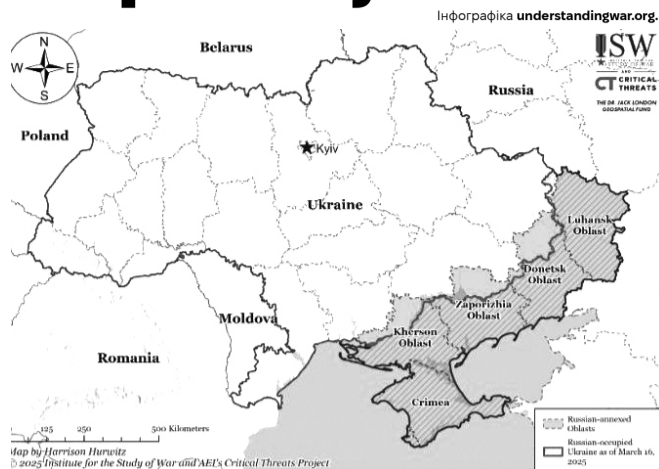 Інфографіка understandingwar.org.
N
W E
S
Belarus
ISW
AND
CT CRITICAL
THREATS
THE DR JACK LONDON
GEOSPATIAL FUND
Russia
Poland
Kyiv
Ukraine
Luhansk
Oblast
Donetsk
Oblast
Zaporizhia
Oblast
Kherson
Oblast
Moldova
Romania
Crimea
125 250 500 Kilometers
Russian-annexed
Oblasts
Russian-occupied
Ukraine as of March 16,
2025
Map by Harrison Hurwitz
© 2025 Institute for the Study of War and AEI's Critical Threats Project